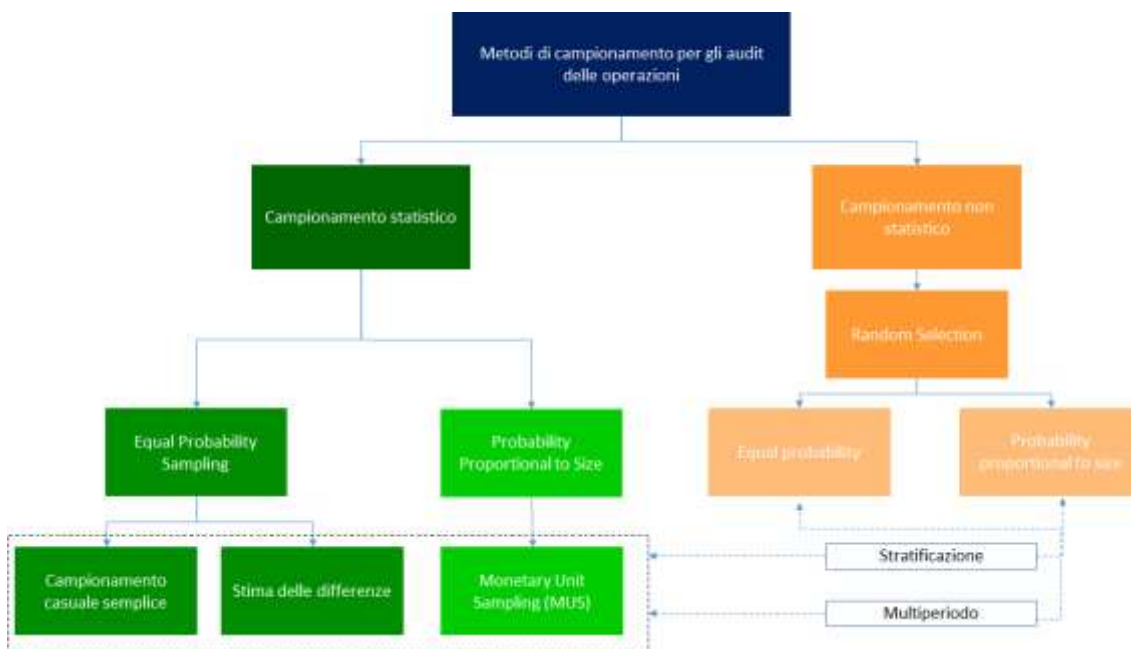 Metodi di campionamento per gli audit
delle operazioni
Campionamento statistico
Campionamento non
statistico
Random Selection
Equal Probability
Sampling
Probability
Proportional to Size
Equal probability
Probability
proportional to size
Campionamento
casuale semplice
Stima delle differenze
Monetary Unit
Sampling (MUS)
Stratificazione
Multiperiodo